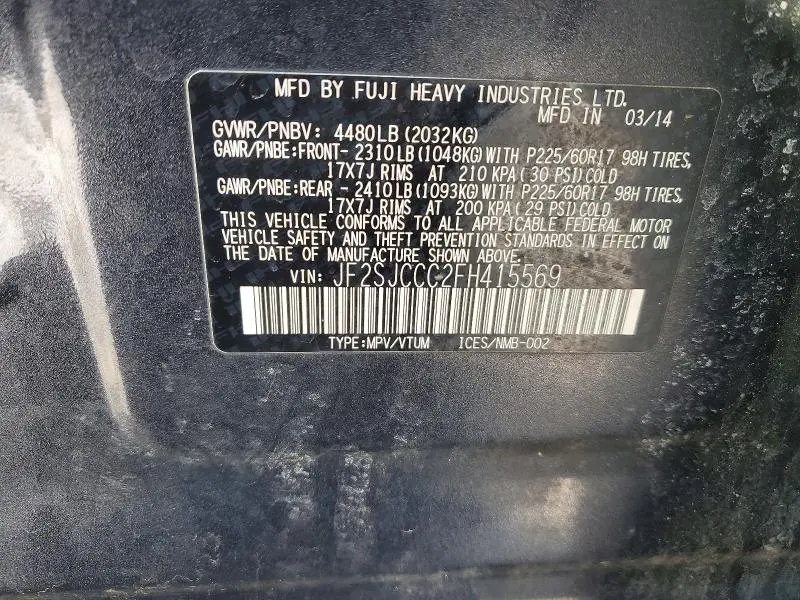 MFD BY FUJI HEAVY INDUSTRIES LTD.
MFD IN 03/14
GVWR/PNBV: 4480LB (2032KG)
GAWR/PNBE:FRONT- 2310LB (1048KG) WITH P225/60R17 98H TIRES,
17X7J RIMS AT 210 KPA (30 PSI) COLD
GAWR/PNBE:REAR - 2410LB (1093KG) WITH P225/60R17 98H TIRES,
17X7J RIMS AT 200 KPA (29 PSI) COLD
THIS VEHICLE CONFORMS TO ALL APPLICABLE FEDERAL MOTOR
VEHICLE SAFETY AND THEFT PREVENTION STANDARDS IN EFFECT ON
THE DATE OF MANUFACTURE SHOWN ABOVE.
VIN: JF2SJCCC2FH415569
TYPE:MPV/VTUM ICES/NMB-002